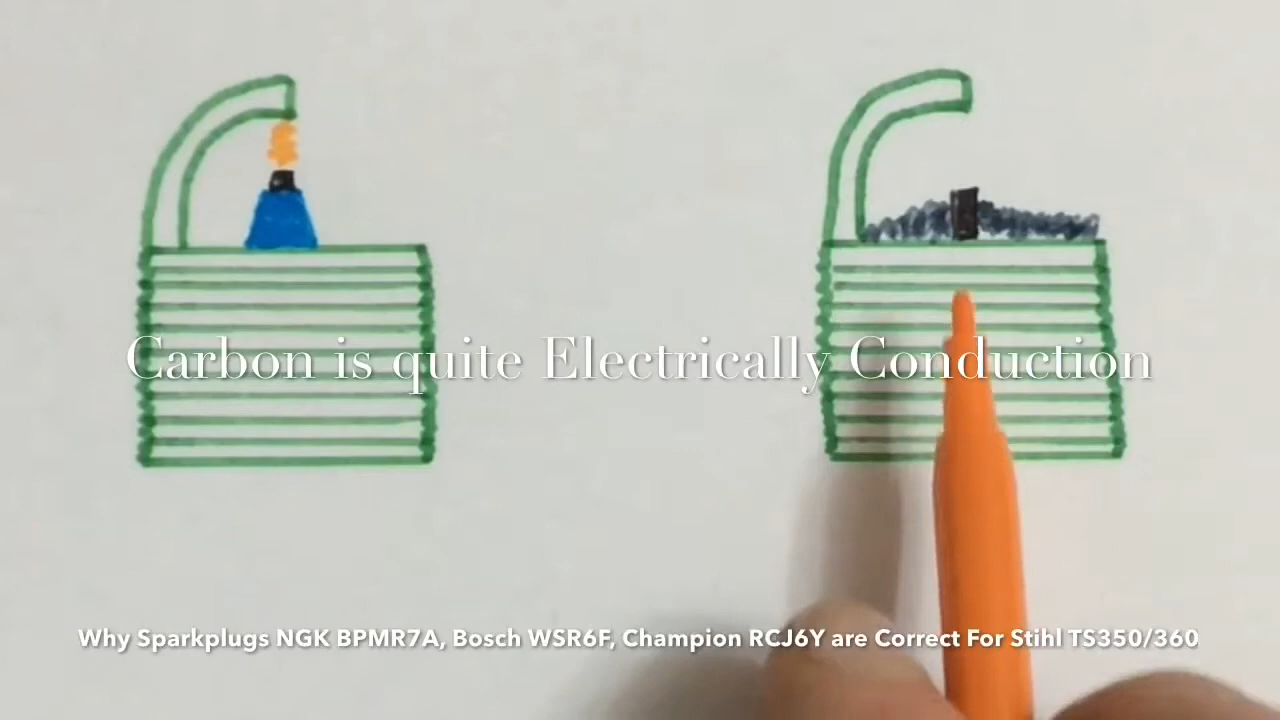 Carbon is quite Electrically Conduction
Why Sparkplugs NGK BPMR7A, Bosch WSR6F, Champion RCJ6Y are Correct For Stihl TS350/360